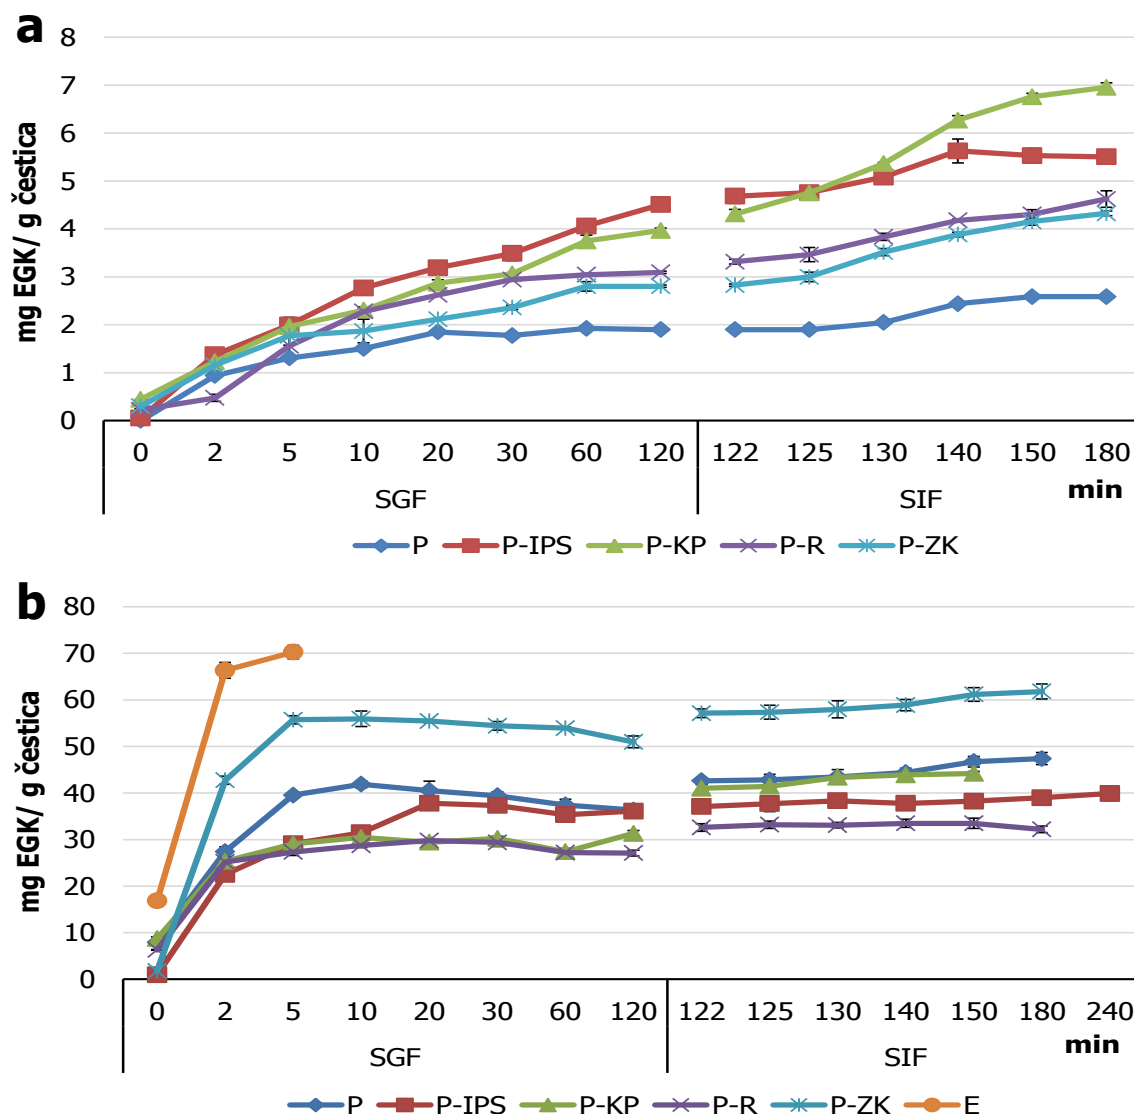 a
mg EGK/ g čestica
8
7
6
5
4
3
2
1
0
0 2 5 10 20 30 60 120 122 125 130 140 150 180
min
SGF SIF
P P-IPS P-KP P-R P-ZK
b
mg EGK/ g čestica
80
70
60
50
40
30
20
10
0
0 2 5 10 20 30 60 120 122 125 130 140 150 180 240
min
SGF SIF
P P-IPS P-KP P-R P-ZK E